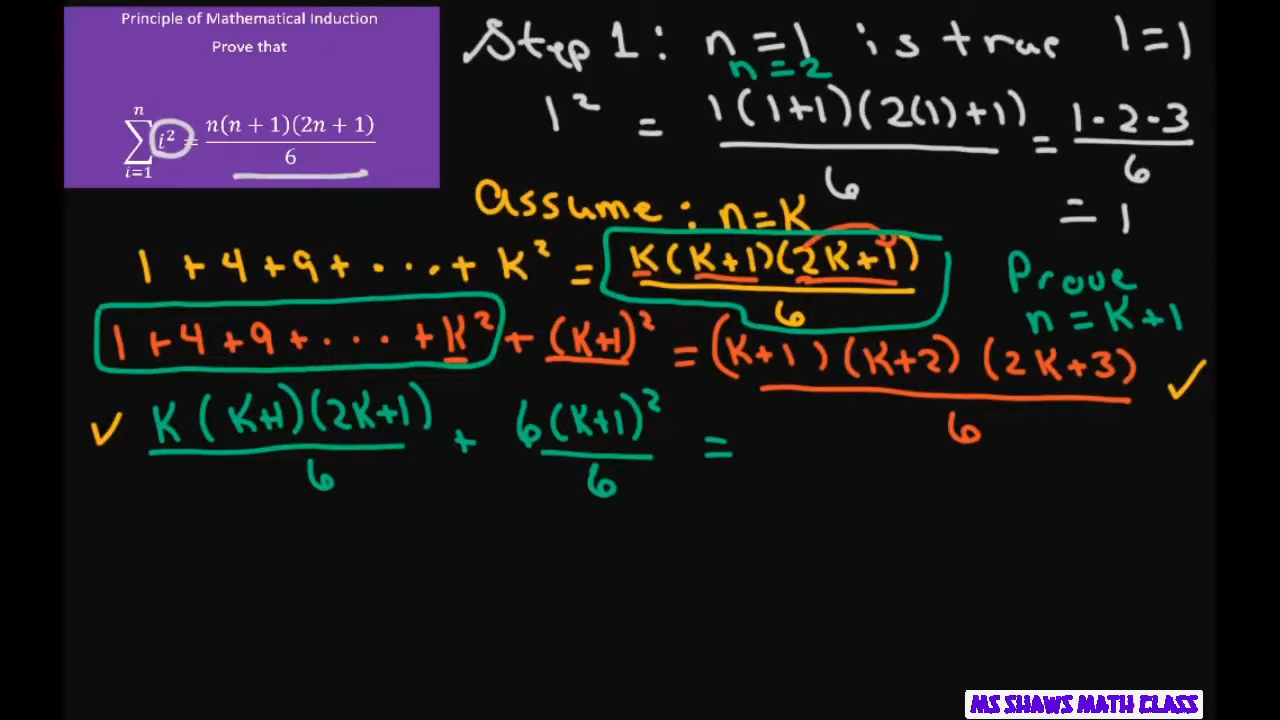 Principle of Mathematical Induction
Prove that
n
∑ i² = n(n + 1)(2n + 1)
i=1 6
Step 1: n = 1 is true 1 = 1
n = 2
1² = 1(1+1)(2(1)+1) = 1·2·3
6 6
= 1
Assume: n = K
1 + 4 + 9 + ... + K² = K(K+1)(2K+1)
6
Prove
n = K+1
1 + 4 + 9 + ... + K² + (K+1)² = (K+1)(K+2)(2K+3) ✓
6
✓ K(K+1)(2K+1) + 6(K+1)² =
6 6
MS SHAWS MATH CLASS